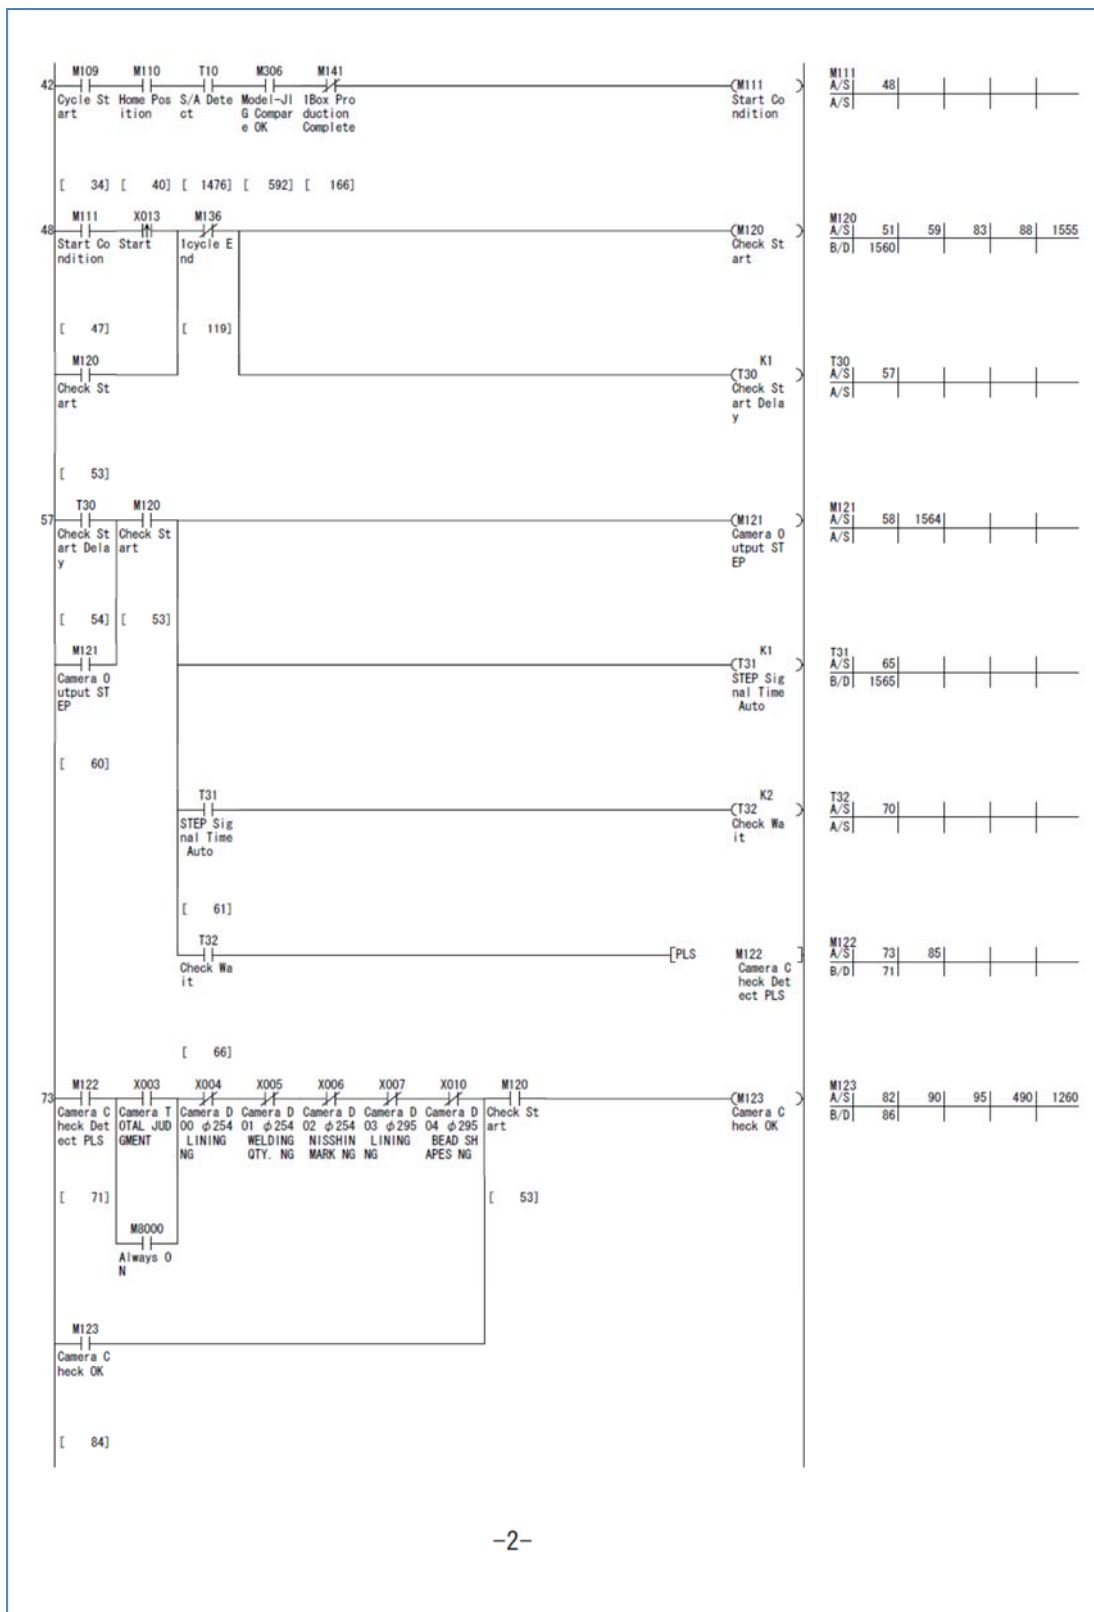 M109 M110 T10 M306 M141 M111
42 (M111 ) A/S 48
Cycle St Home Pos S/A Dete Model-JI 1Box Pro Start Co A/S
art ition ct G Compar duction ndition
e OK Complete
[ 34] [ 40] [ 1476] [ 592] [ 166]
M111 X013 M136 M120
48 (M120 ) A/S 51 59 83 88 1555
Start Co Start 1cycle E Check St B/D 1560
ndition nd art
[ 47] [ 119]
M120 K1 T30
(T30 ) A/S 57
Check St Check St A/S
art art Dela
y
[ 53]
T30 M120 M121
57 (M121 ) A/S 58 1564
Check St Check St Camera O A/S
art Dela art utput ST
y EP
[ 54] [ 53]
M121 K1 T31
(T31 ) A/S 65
Camera O STEP Sig B/D 1565
utput ST nal Time
EP Auto
[ 60]
T31 K2 T32
(T32 ) A/S 70
STEP Sig Check Wa A/S
nal Time it
Auto
[ 61]
T32 M122
[PLS M122 ] A/S 73 85
Check Wa Camera C B/D 71
it heck Det
ect PLS
[ 66]
M122 X003 X004 X005 X006 X007 X010 M120 M123
73 (M123 ) A/S 82 90 95 490 1260
Camera C Camera T Camera D Camera D Camera D Camera D Camera D Check St Camera C B/D 86
heck Det OTAL JUD 00 φ254 01 φ254 02 φ254 03 φ295 04 φ295 art heck OK
ect PLS GMENT LINING WELDING NISSHIN LINING BEAD SH
NG QTY. NG MARK NG NG APES NG
[ 71] [ 53]
M8000
Always O
N
M123
Camera C
heck OK
[ 84]
-2-